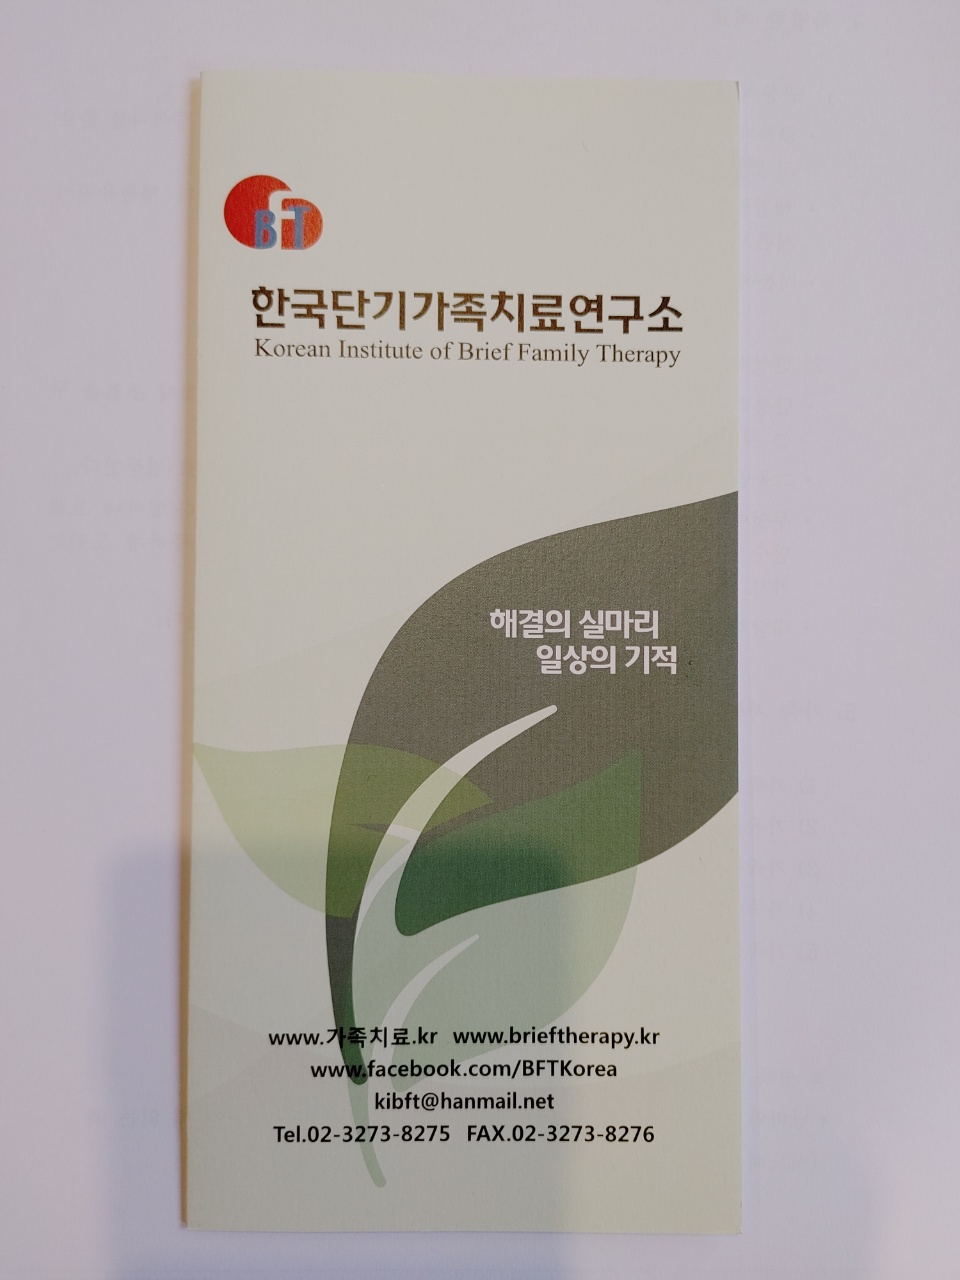 BfT
한국단기가족치료연구소
Korean Institute of Brief Family Therapy
해결의 실마리
일상의 기적
www.가족치료.kr www.brieftherapy.kr
www.facebook.com/BFTKorea
kibft@hanmail.net
Tel.02-3273-8275 FAX.02-3273-8276